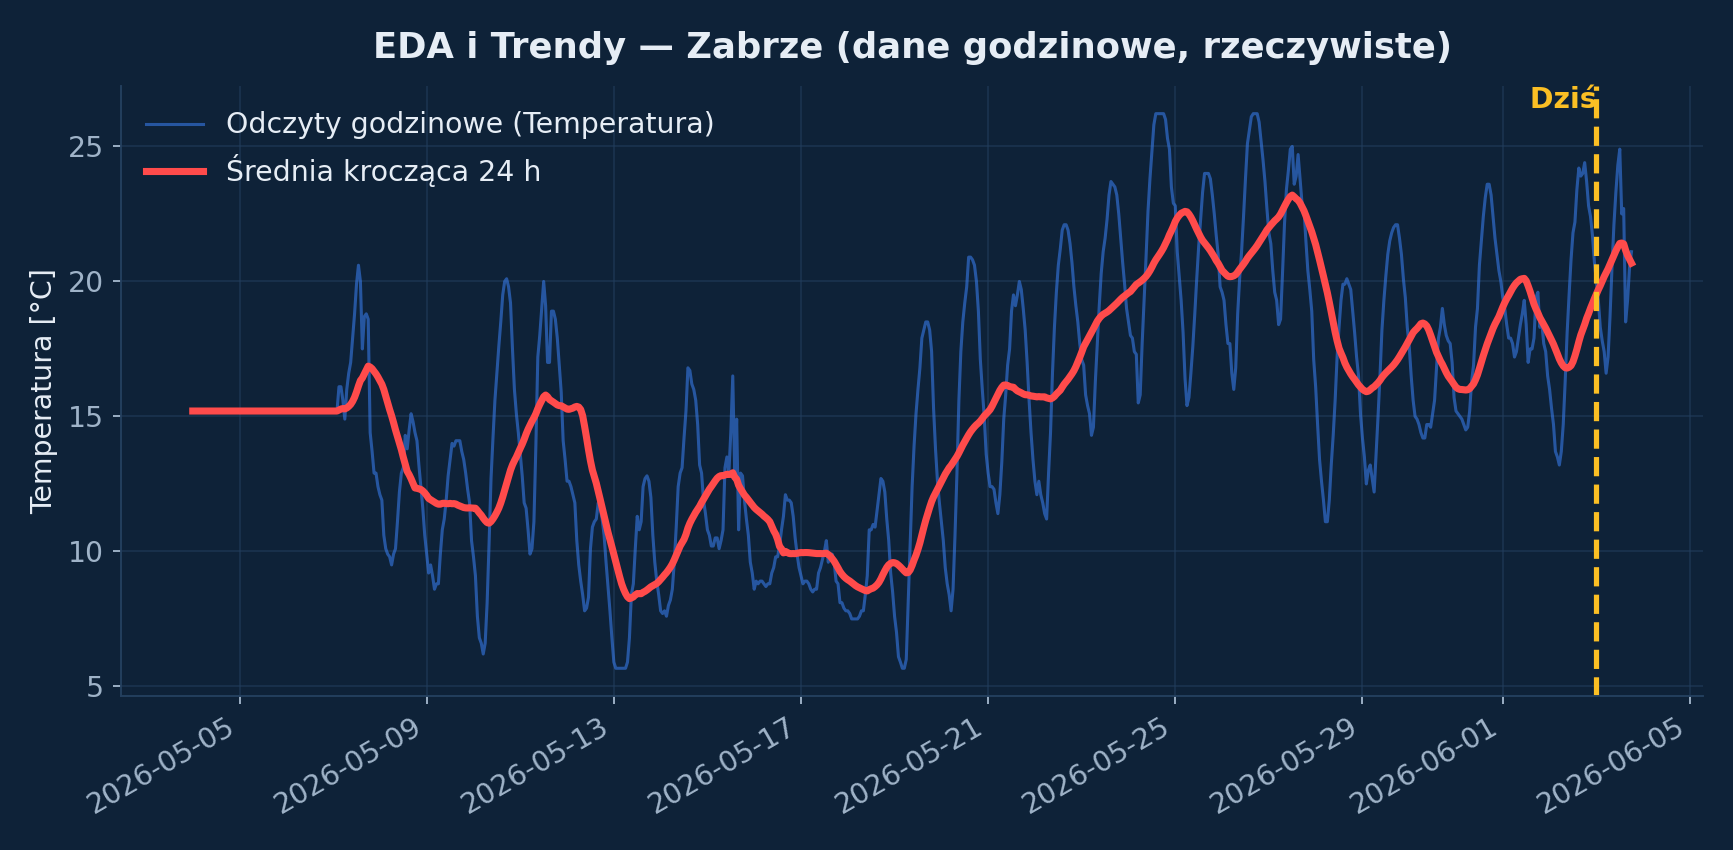 EDA i Trendy — Zabrze (dane godzinowe, rzeczywiste)
Dziś
Odczyty godzinowe (Temperatura)
Średnia krocząca 24 h
Temperatura [°C]
25
20
15
10
5
2026-05-05
2026-05-09
2026-05-13
2026-05-17
2026-05-21
2026-05-25
2026-05-29
2026-06-01
2026-06-05